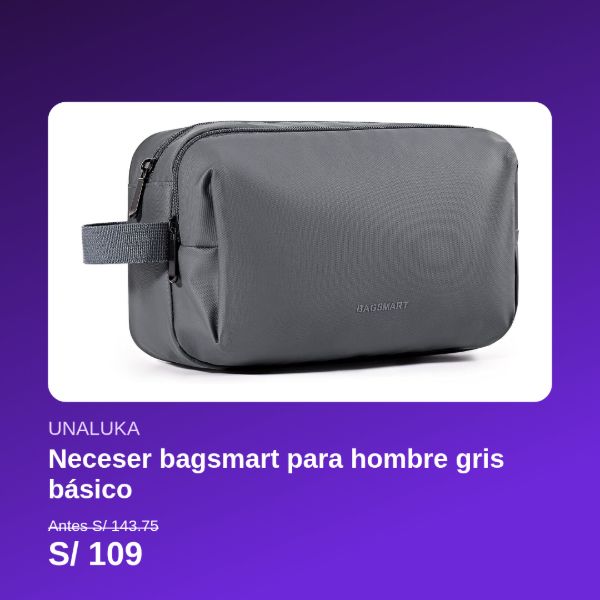 BAGSMART
UNALUKA
Neceser bagsmart para hombre gris
básico
Antes S/ 143.75
S/ 109